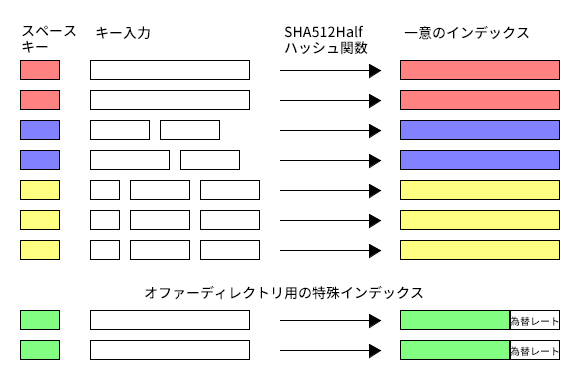 スペース
キー
キー入力
SHA512Half
ハッシュ関数
一意のインデックス
オファーディレクトリ用の特殊インデックス
為替レート
為替レート